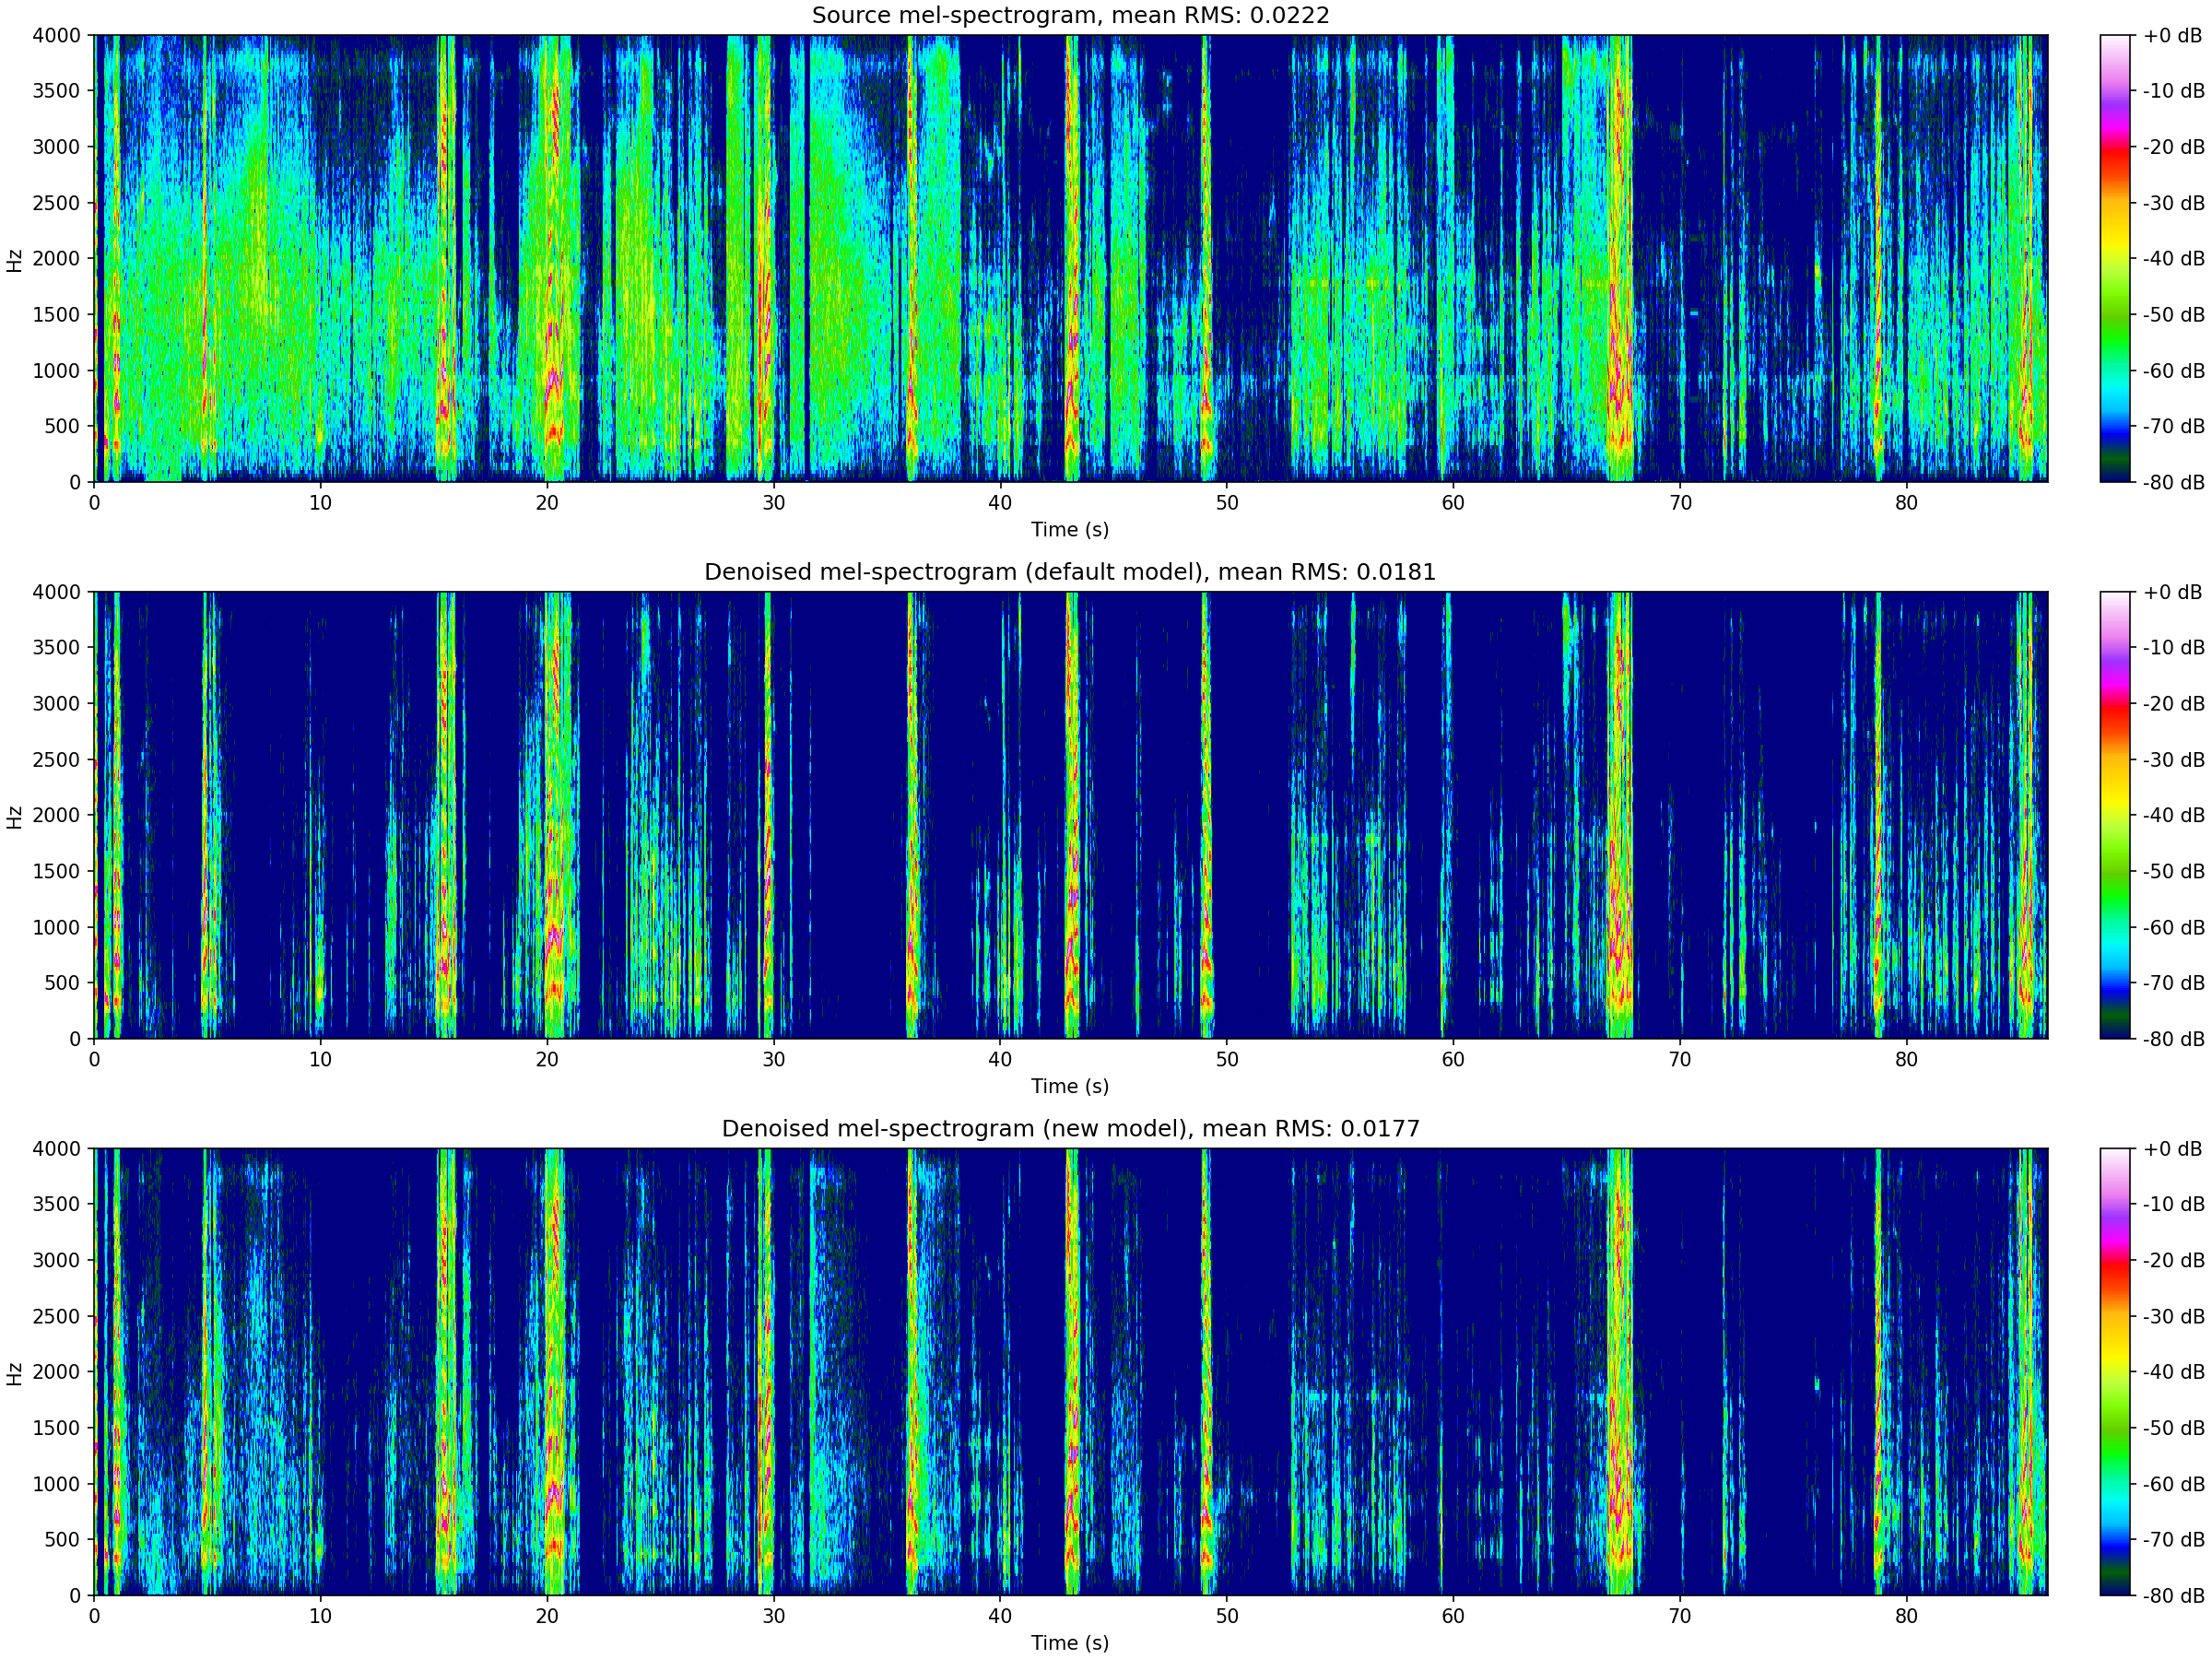 Source mel-spectrogram, mean RMS: 0.0222
4000
3500
3000
2500
2000
1500
1000
500
0
Hz
0 10 20 30 40 50 60 70 80
Time (s)
+0 dB
-10 dB
-20 dB
-30 dB
-40 dB
-50 dB
-60 dB
-70 dB
-80 dB
Denoised mel-spectrogram (default model), mean RMS: 0.0181
4000
3500
3000
2500
2000
1500
1000
500
0
Hz
0 10 20 30 40 50 60 70 80
Time (s)
+0 dB
-10 dB
-20 dB
-30 dB
-40 dB
-50 dB
-60 dB
-70 dB
-80 dB
Denoised mel-spectrogram (new model), mean RMS: 0.0177
4000
3500
3000
2500
2000
1500
1000
500
0
Hz
0 10 20 30 40 50 60 70 80
Time (s)
+0 dB
-10 dB
-20 dB
-30 dB
-40 dB
-50 dB
-60 dB
-70 dB
-80 dB